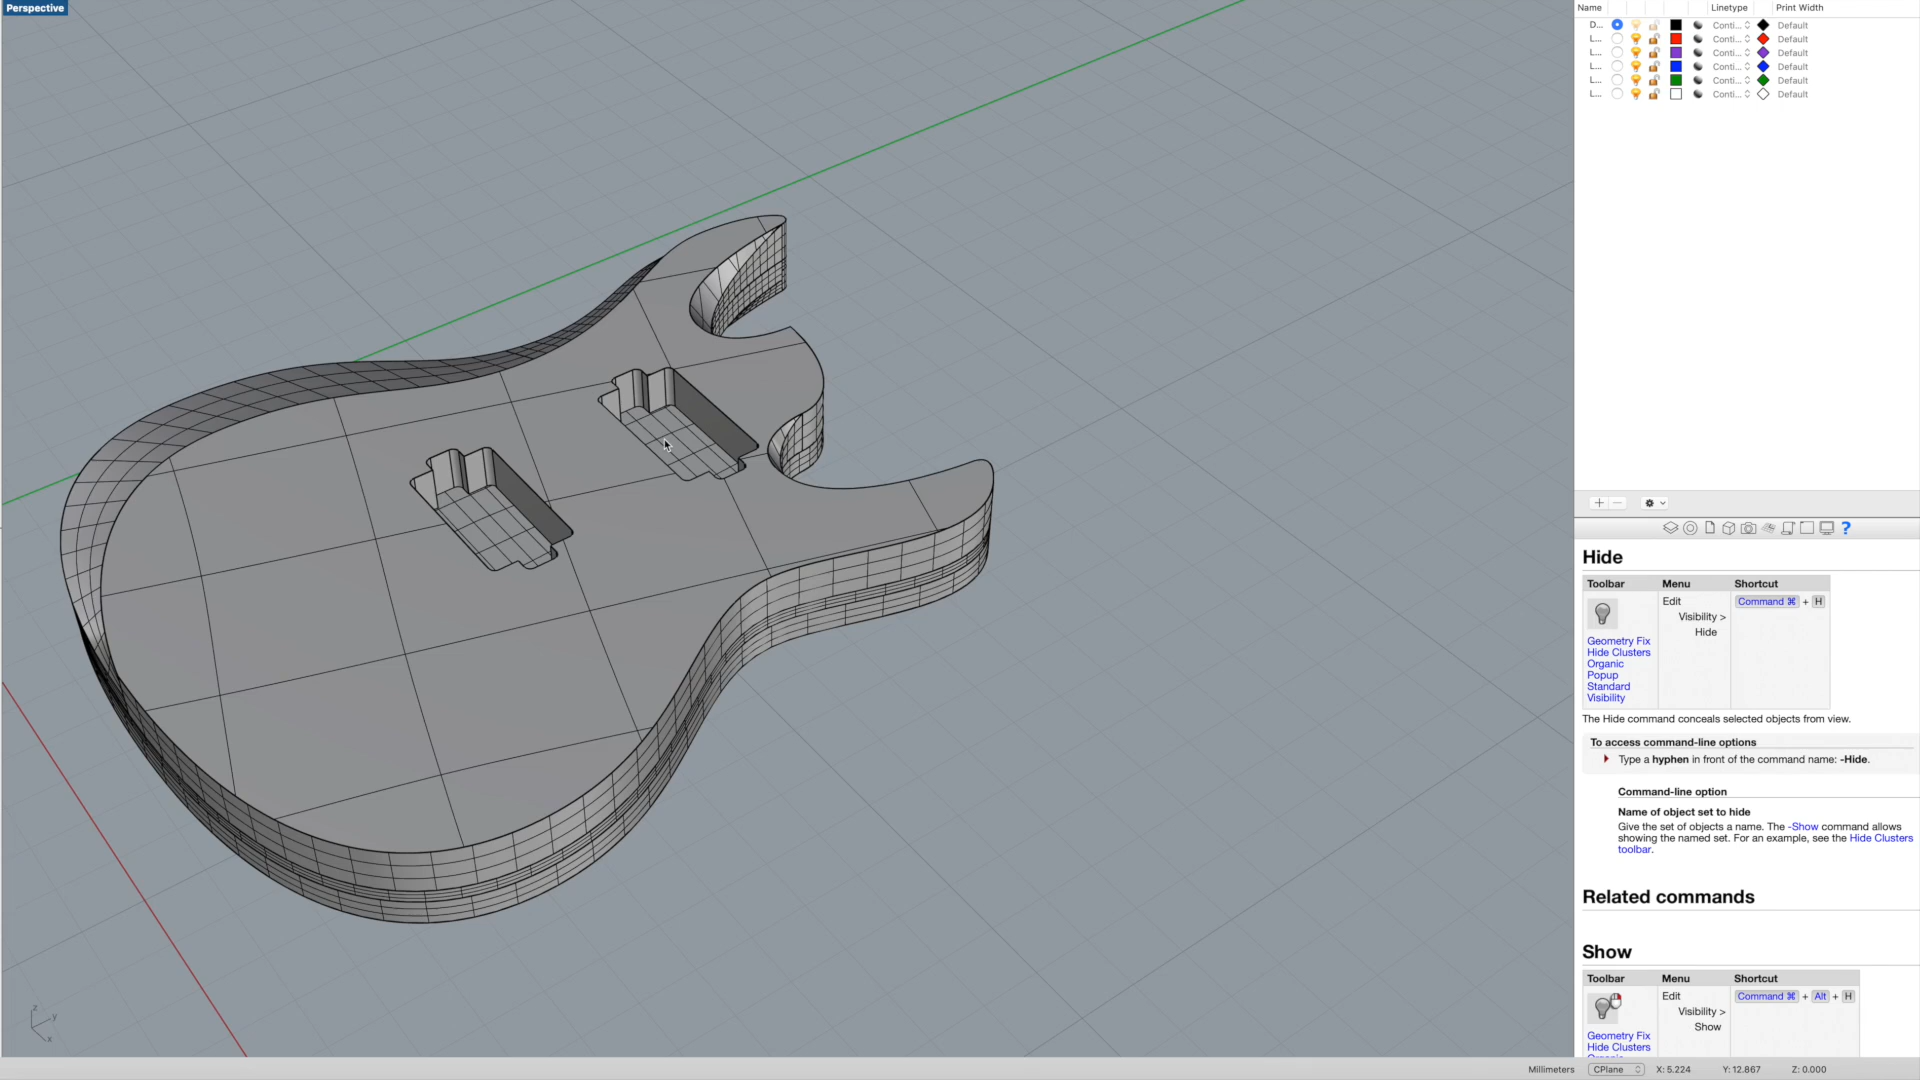 Perspective
Name Linetype Print Width
D... Conti... Default
L... Conti... Default
L... Conti... Default
L... Conti... Default
L... Conti... Default
L... Conti... Default
Hide
Toolbar Menu Shortcut
Edit Command ⌘ + H
Visibility >
Hide
Geometry Fix
Hide Clusters
Organic
Popup
Standard
Visibility
The Hide command conceals selected objects from view.
To access command-line options
Type a hyphen in front of the command name: -Hide.
Command-line option
Name of object set to hide
Give the set of objects a name. The -Show command allows
showing the named set. For an example, see the Hide Clusters
toolbar.
Related commands
Show
Toolbar Menu Shortcut
Edit Command ⌘ + Alt + H
Visibility >
Show
Geometry Fix
Hide Clusters
z
y
x
Millimeters CPlane X: 5.224 Y: 12.867 Z: 0.000